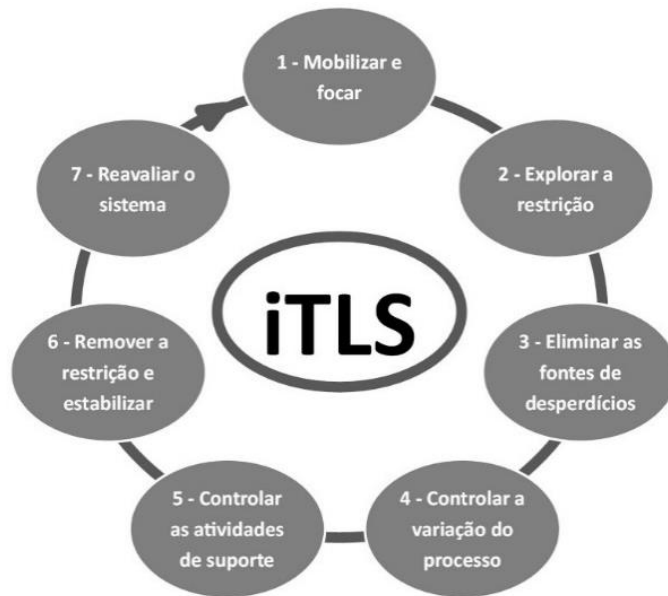 1 - Mobilizar e
focar
2 - Explorar a
restrição
3 - Eliminar as
fontes de
desperdícios
4 - Controlar a
variação do
processo
5 - Controlar
as atividades
de suporte
6 - Remover a
restrição e
estabilizar
7 - Reavaliar o
sistema
iTLS